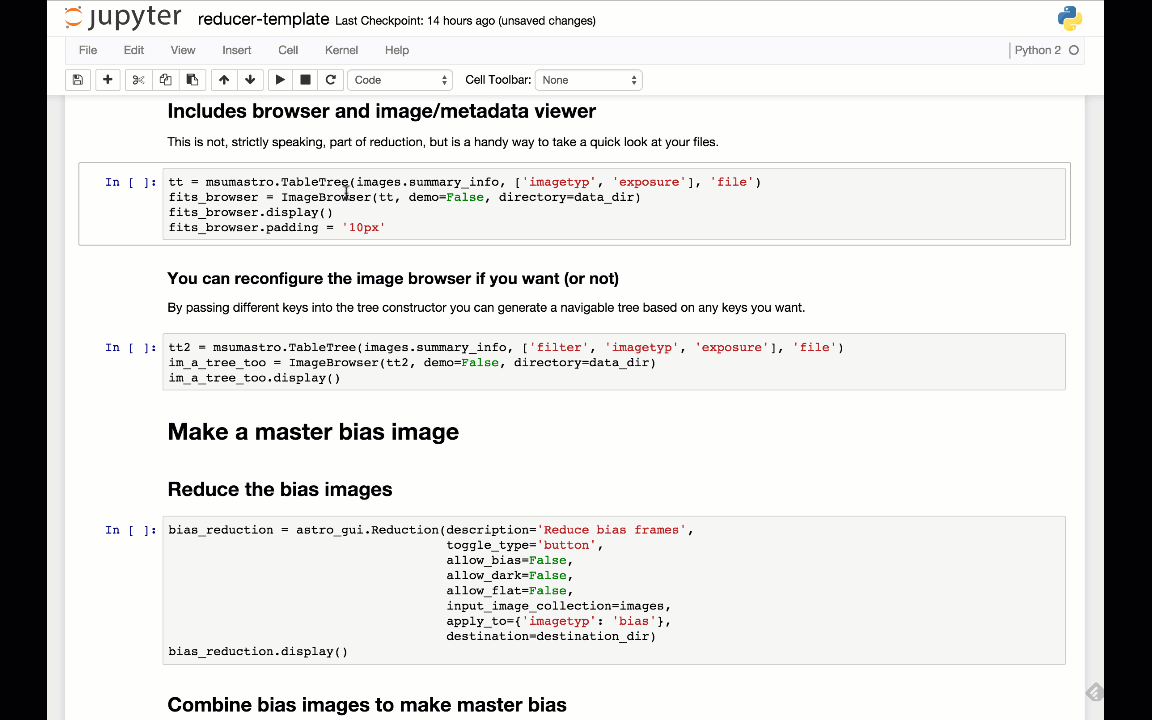 jupyter reducer-template Last Checkpoint: 14 hours ago (unsaved changes)
File Edit View Insert Cell Kernel Help Python 2
Code Cell Toolbar: None
Includes browser and image/metadata viewer
This is not, strictly speaking, part of reduction, but is a handy way to take a quick look at your files.
In [ ]: tt = msumastro.TableTree(images.summary_info, ['imagetyp', 'exposure'], 'file')
fits_browser = ImageBrowser(tt, demo=False, directory=data_dir)
fits_browser.display()
fits_browser.padding = '10px'
You can reconfigure the image browser if you want (or not)
By passing different keys into the tree constructor you can generate a navigable tree based on any keys you want.
In [ ]: tt2 = msumastro.TableTree(images.summary_info, ['filter', 'imagetyp', 'exposure'], 'file')
im_a_tree_too = ImageBrowser(tt2, demo=False, directory=data_dir)
im_a_tree_too.display()
Make a master bias image
Reduce the bias images
In [ ]: bias_reduction = astro_gui.Reduction(description='Reduce bias frames',
toggle_type='button',
allow_bias=False,
allow_dark=False,
allow_flat=False,
input_image_collection=images,
apply_to={'imagetyp': 'bias'},
destination=destination_dir)
bias_reduction.display()
Combine bias images to make master bias